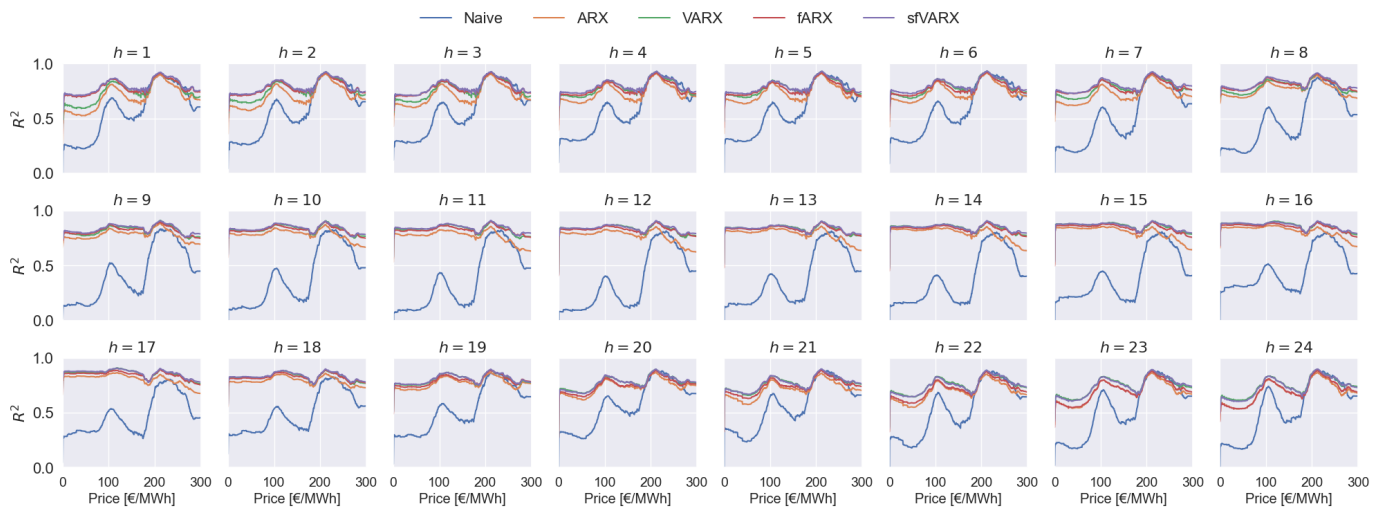 Naive ARX VARX fARX sfVARX
h = 1 h = 2 h = 3 h = 4 h = 5 h = 6 h = 7 h = 8
1.0
R²
0.5
0.0
h = 9 h = 10 h = 11 h = 12 h = 13 h = 14 h = 15 h = 16
1.0
R²
0.5
0.0
h = 17 h = 18 h = 19 h = 20 h = 21 h = 22 h = 23 h = 24
1.0
R²
0.5
0.0
0 100 200 300 0 100 200 300 0 100 200 300 0 100 200 300 0 100 200 300 0 100 200 300 0 100 200 300 0 100 200 300
Price [€/MWh] Price [€/MWh] Price [€/MWh] Price [€/MWh] Price [€/MWh] Price [€/MWh] Price [€/MWh] Price [€/MWh]